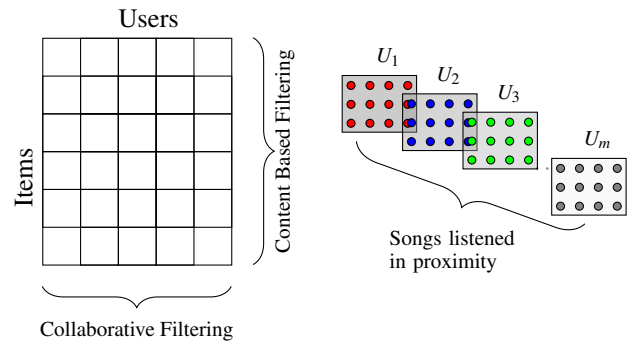 Users
Items
Content Based Filtering
Collaborative Filtering
U1
U2
U3
Um
Songs listened
in proximity